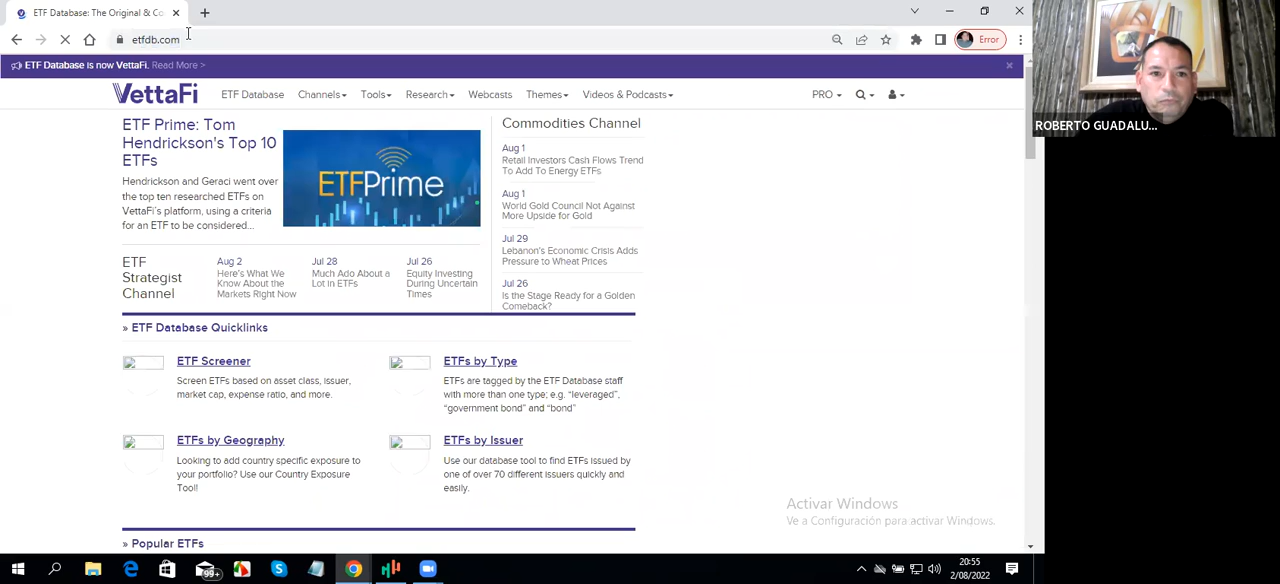 ETF Database: The Original & Co
etfdb.com
Error
ETF Database is now VettaFi. Read More >
VettaFi
ETF Database Channels Tools Research Webcasts Themes Videos & Podcasts PRO
ETF Prime: Tom
Hendrickson's Top 10
ETFs
Hendrickson and Geraci went over
the top ten researched ETFs on
VettaFi's platform, using a criteria
for an ETF to be considered...
ETFPrime
ETF
Strategist
Channel
Aug 2
Here's What We
Know About the
Markets Right Now
Jul 28
Much Ado About a
Lot in ETFs
Jul 26
Equity Investing
During Uncertain
Times
Commodities Channel
Aug 1
Retail Investors Cash Flows Trend
To Add To Energy ETFs
Aug 1
World Gold Council Not Against
More Upside for Gold
Jul 29
Lebanon's Economic Crisis Adds
Pressure to Wheat Prices
Jul 26
Is the Stage Ready for a Golden
Comeback?
» ETF Database Quicklinks
ETF Screener
Screen ETFs based on asset class, issuer,
market cap, expense ratio, and more.
ETFs by Type
ETFs are tagged by the ETF Database staff
with more than one type; e.g. "leveraged",
"government bond" and "bond"
ETFs by Geography
Looking to add country specific exposure to
your portfolio? Use our Country Exposure
Tool!
ETFs by Issuer
Use our database tool to find ETFs issued by
one of over 70 different issuers quickly and
easily.
» Popular ETFs
Activar Windows
Ve a Configuración para activar Windows.
ROBERTO GUADALU...
99+
20:55
2/08/2022